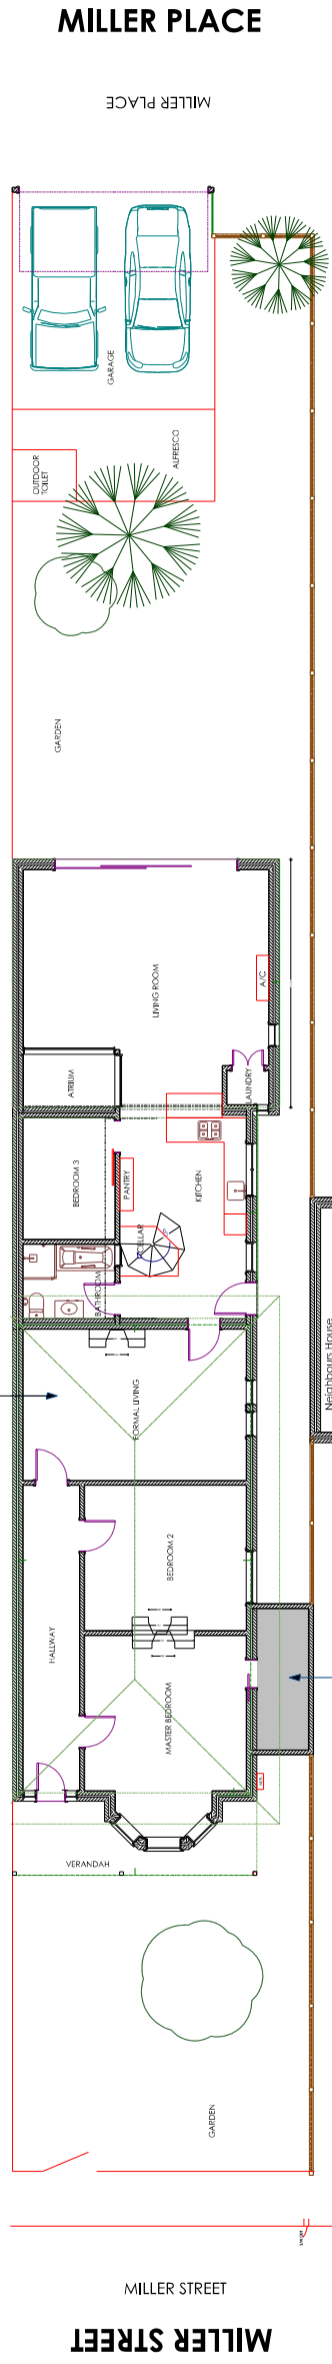 MILLER PLACE
MILLER PLACE
GARAGE
ALFRESCO
OUTDOOR
TOILET
GARDEN
LIVING ROOM
A/C
ATRIUM
LAUNDRY
BEDROOM 3
PANTRY
KITCHEN
CELLAR
BATHROOM
Neighbours House
FORMAL LIVING
BEDROOM 2
HALLWAY
MASTER BEDROOM
VERANDAH
GARDEN
MILLER STREET
MILLER STREET